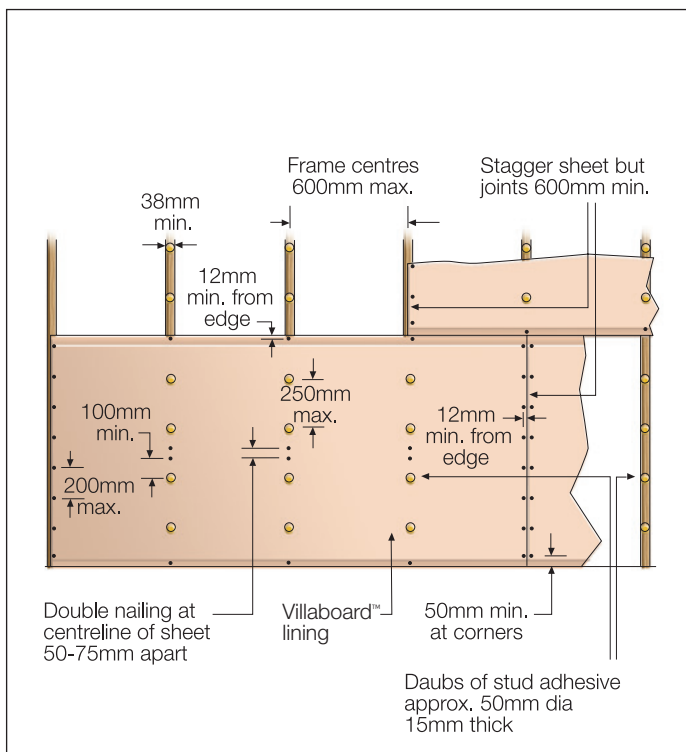 Frame centres
600mm max.
Stagger sheet but
joints 600mm min.
38mm
min.
12mm
min. from
edge
250mm
max.
100mm
min.
12mm
min. from
edge
200mm
max.
Double nailing at
centreline of sheet
50-75mm apart
Villaboard™
lining
50mm min.
at corners
Daubs of stud adhesive
approx. 50mm dia
15mm thick